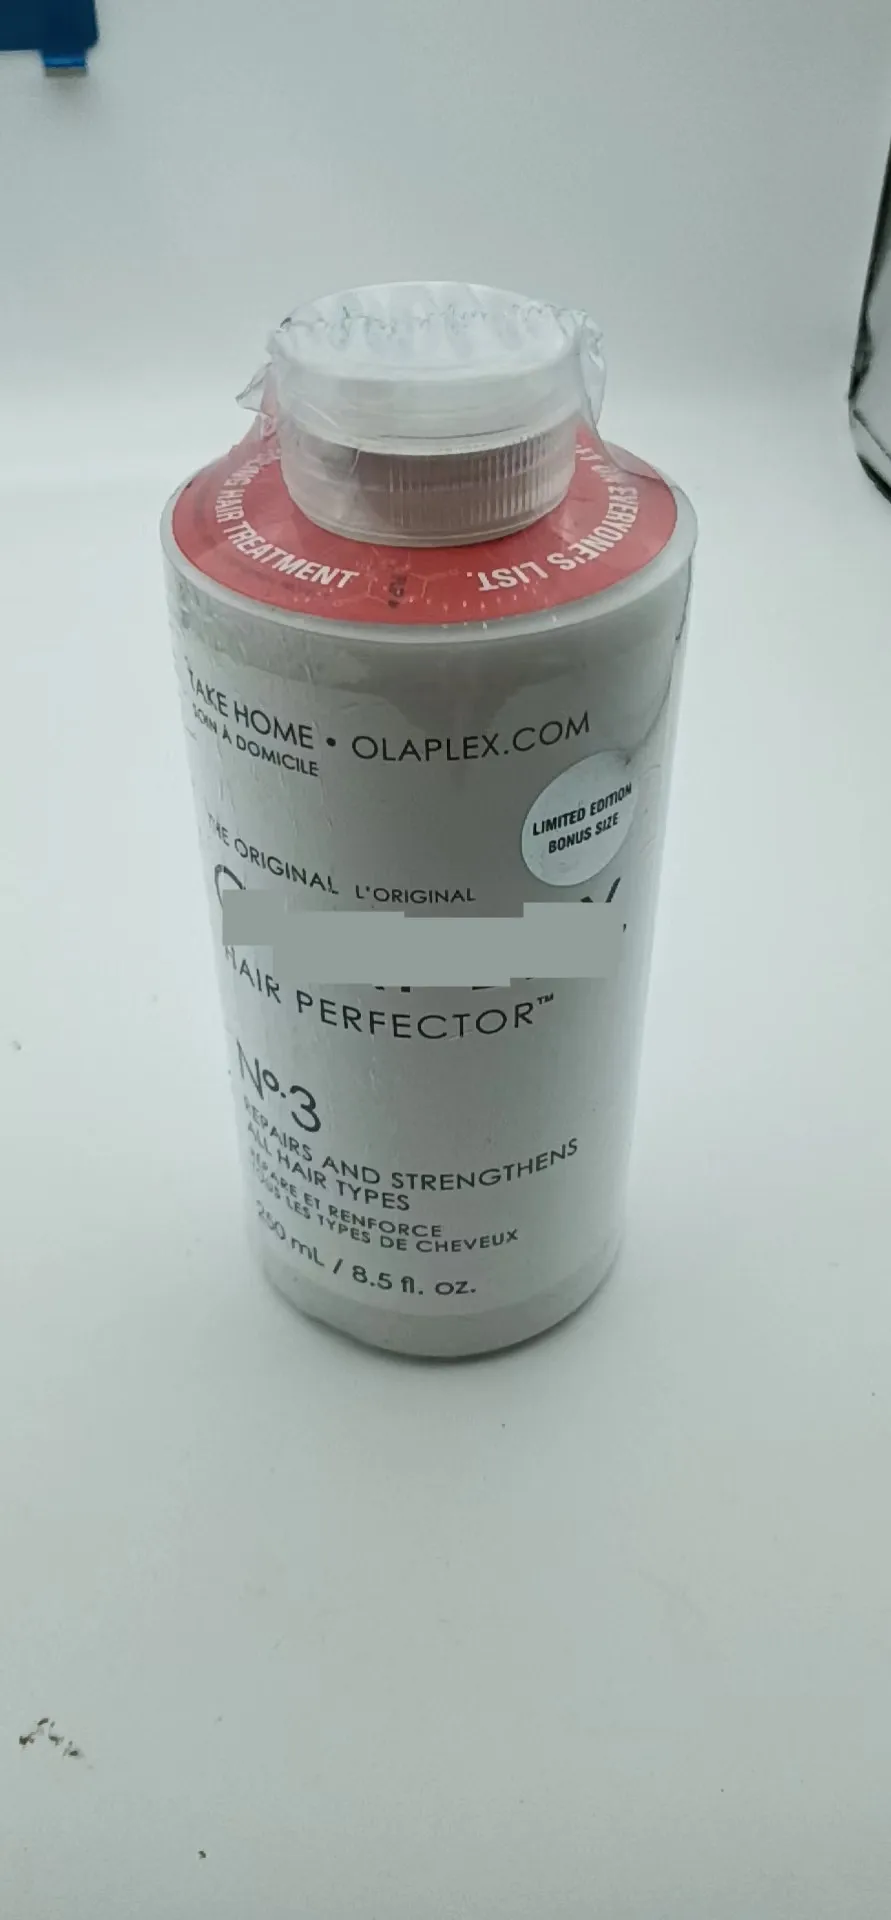 HAIR TREATMENT
EVERYONE'S LIST.
TAKE HOME • OLAPLEX.COM
SOIN À DOMICILE
LIMITED EDITION
BONUS SIZE
THE ORIGINAL L'ORIGINAL
HAIR PERFECTOR™
Nº.3
REPAIRS AND STRENGTHENS
ALL HAIR TYPES
RÉPARE ET RENFORCE
TOUS LES TYPES DE CHEVEUX
250 mL / 8.5 fl. oz.